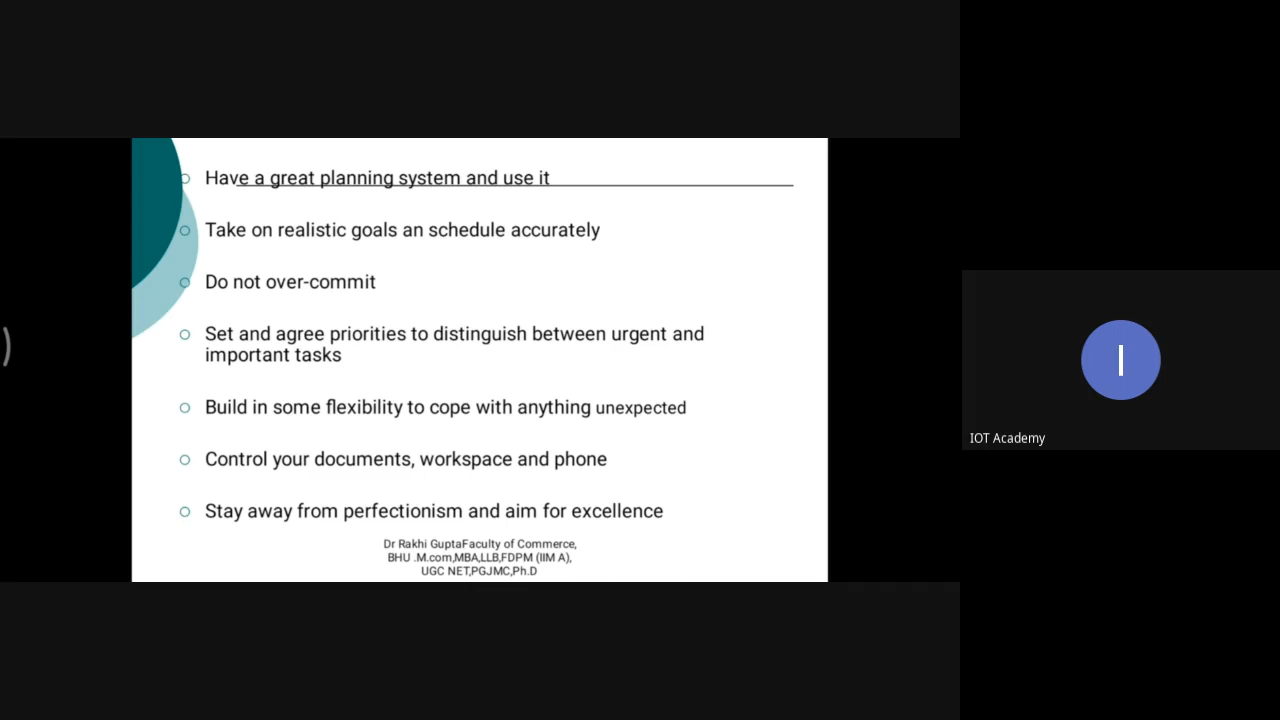 Have a great planning system and use it
Take on realistic goals an schedule accurately
Do not over-commit
Set and agree priorities to distinguish between urgent and
important tasks
Build in some flexibility to cope with anything unexpected
Control your documents, workspace and phone
Stay away from perfectionism and aim for excellence
Dr Rakhi GuptaFaculty of Commerce,
BHU .M.com,MBA,LLB,FDPM (IIM A),
UGC NET,PGJMC,Ph.D
I
IOT Academy